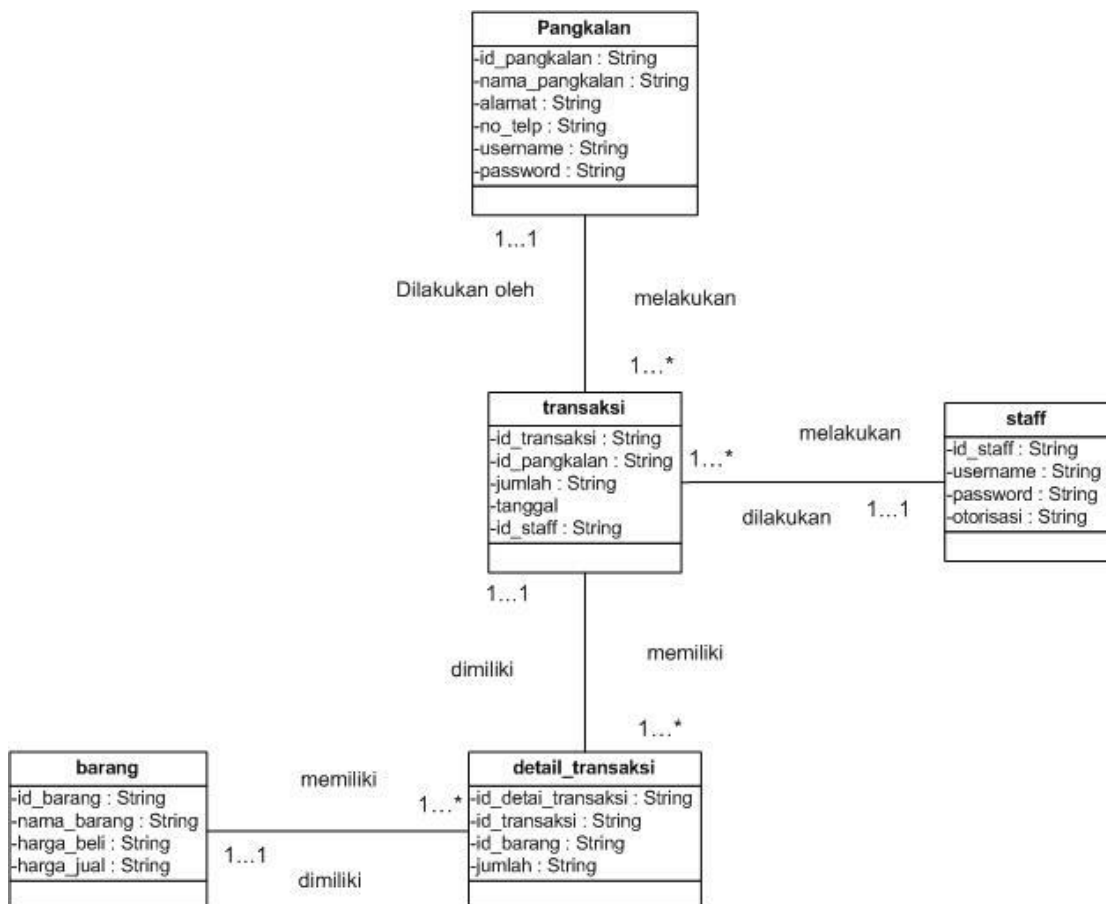 Pangkalan
-id_pangkalan : String
-nama_pangkalan : String
-alamat : String
-no_telp : String
-username : String
-password : String
1...1
Dilakukan oleh
melakukan
1...*
transaksi
-id_transaksi : String
-id_pangkalan : String
-jumlah : String
-tanggal
-id_staff : String
melakukan
1...*
dilakukan
1...1
staff
-id_staff : String
-username : String
-password : String
-otorisasi : String
1...1
memiliki
dimiliki
1...*
barang
-id_barang : String
-nama_barang : String
-harga_beli : String
-harga_jual : String
memiliki
1...*
1...1
dimiliki
detail_transaksi
-id_detai_transaksi : String
-id_transaksi : String
-id_barang : String
-jumlah : String